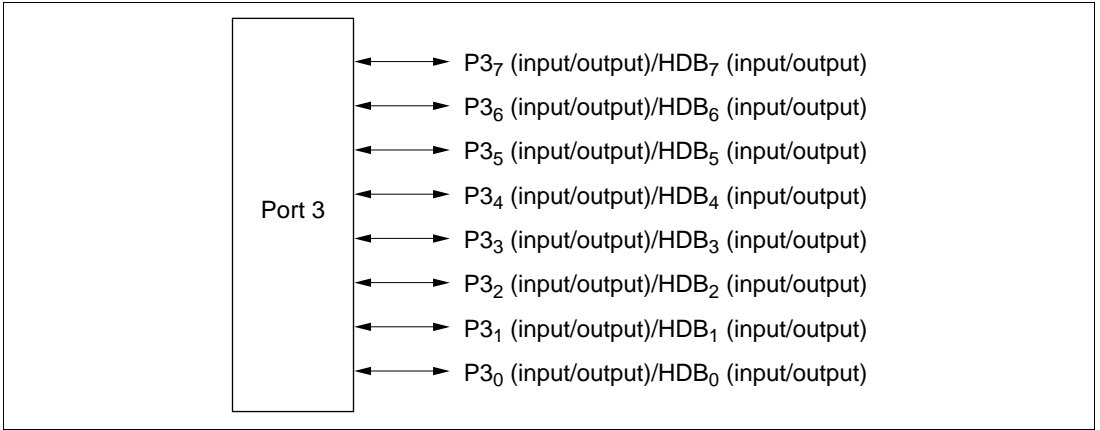 P3₇ (input/output)/HDB₇ (input/output)
P3₆ (input/output)/HDB₆ (input/output)
P3₅ (input/output)/HDB₅ (input/output)
P3₄ (input/output)/HDB₄ (input/output)
Port 3
P3₃ (input/output)/HDB₃ (input/output)
P3₂ (input/output)/HDB₂ (input/output)
P3₁ (input/output)/HDB₁ (input/output)
P3₀ (input/output)/HDB₀ (input/output)